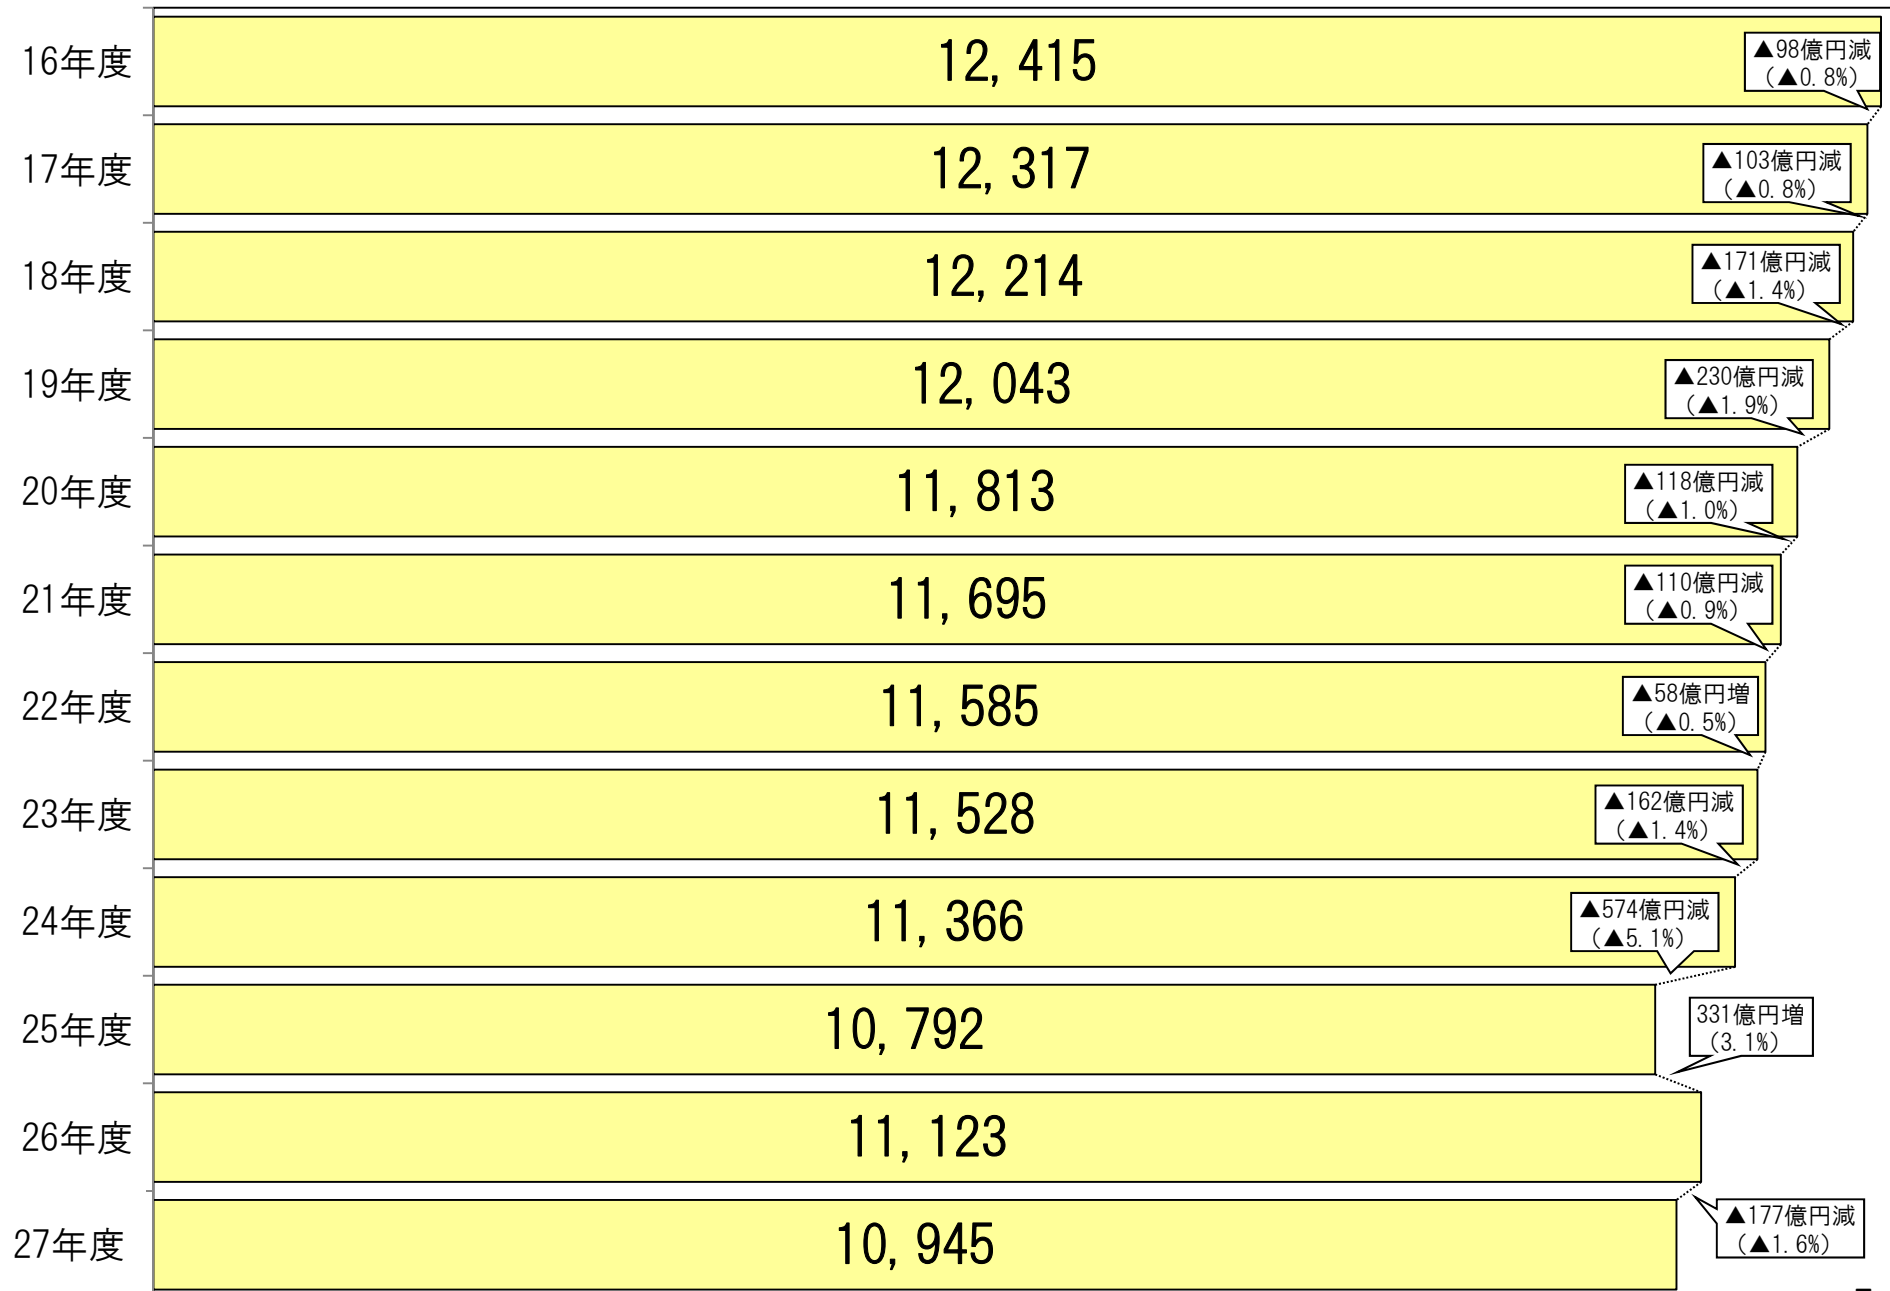 16年度
12,415
▲98億円減
(▲0.8%)
17年度
12,317
▲103億円減
(▲0.8%)
18年度
12,214
▲171億円減
(▲1.4%)
19年度
12,043
▲230億円減
(▲1.9%)
20年度
11,813
▲118億円減
(▲1.0%)
21年度
11,695
▲110億円減
(▲0.9%)
22年度
11,585
▲58億円増
(▲0.5%)
23年度
11,528
▲162億円減
(▲1.4%)
24年度
11,366
▲574億円減
(▲5.1%)
25年度
10,792
331億円増
(3.1%)
26年度
11,123
27年度
10,945
▲177億円減
(▲1.6%)